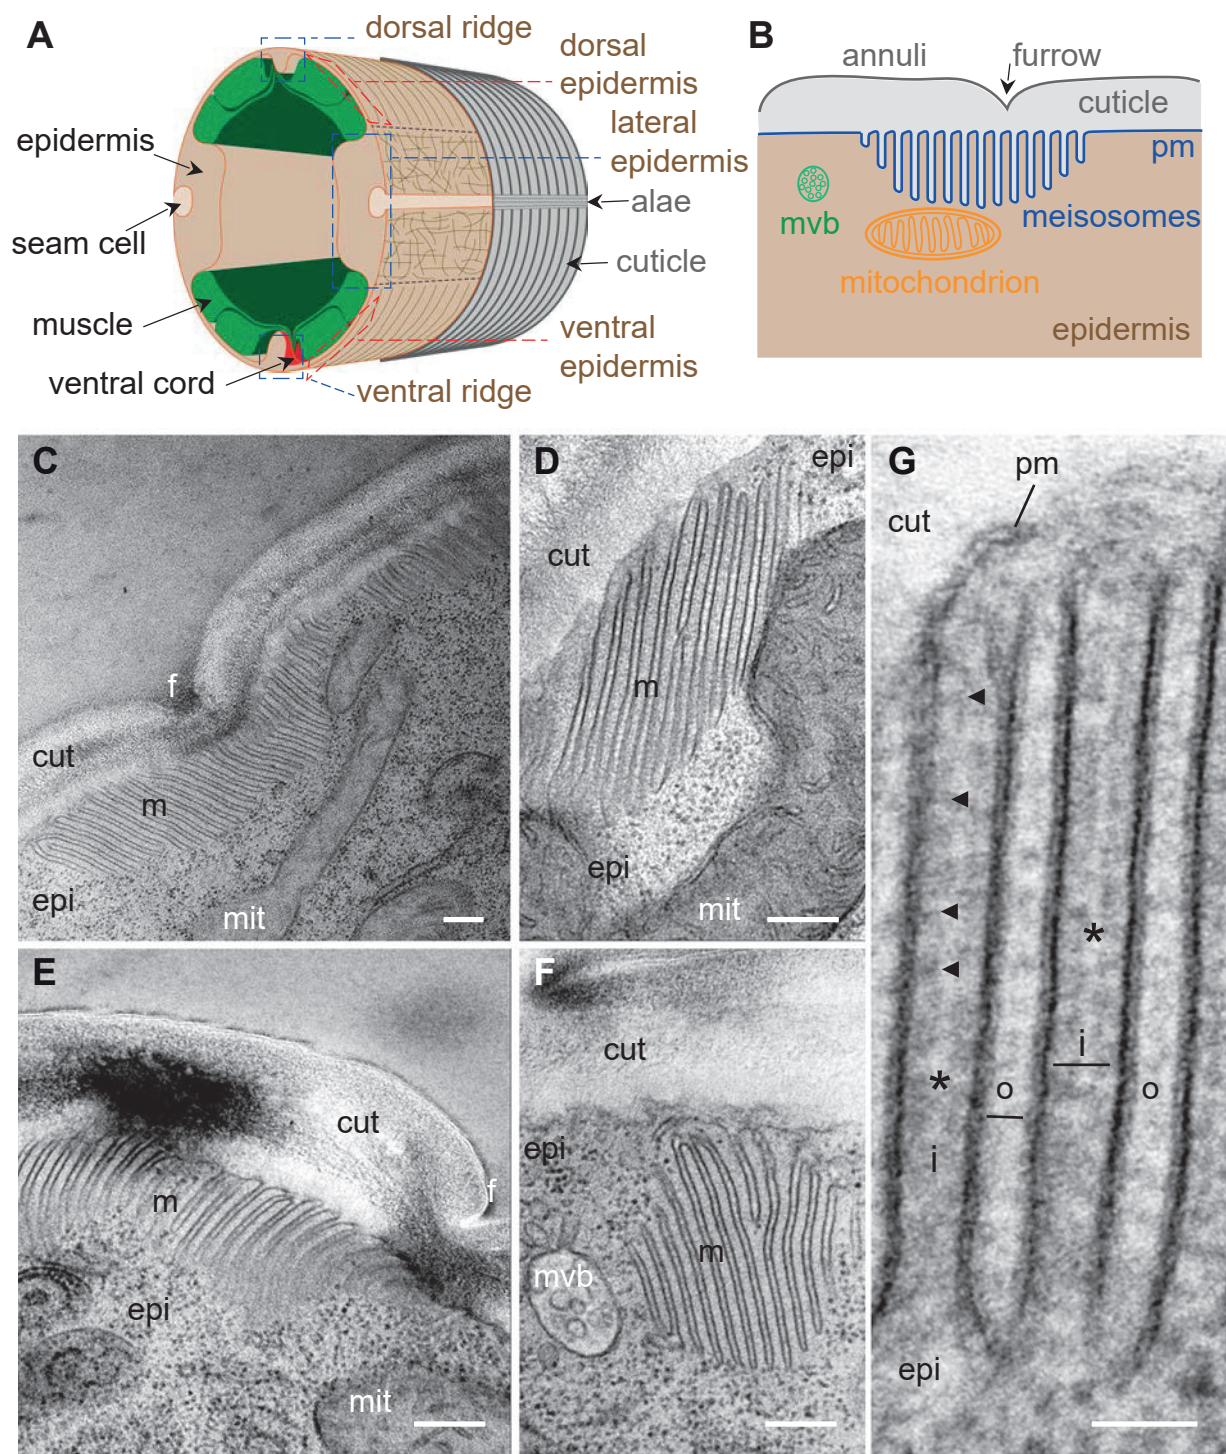 A
dorsal ridge
dorsal
epidermis
lateral
epidermis
epidermis
seam cell
alae
cuticle
muscle
ventral
epidermis
ventral cord
ventral ridge
B
annuli
furrow
cuticle
pm
mvb
meisosomes
mitochondrion
epidermis
C
f
cut
m
epi
mit
D
epi
cut
m
epi
mit
E
cut
f
m
epi
mit
F
cut
epi
m
mvb
G
pm
cut
*
i
*
o
o
i
epi